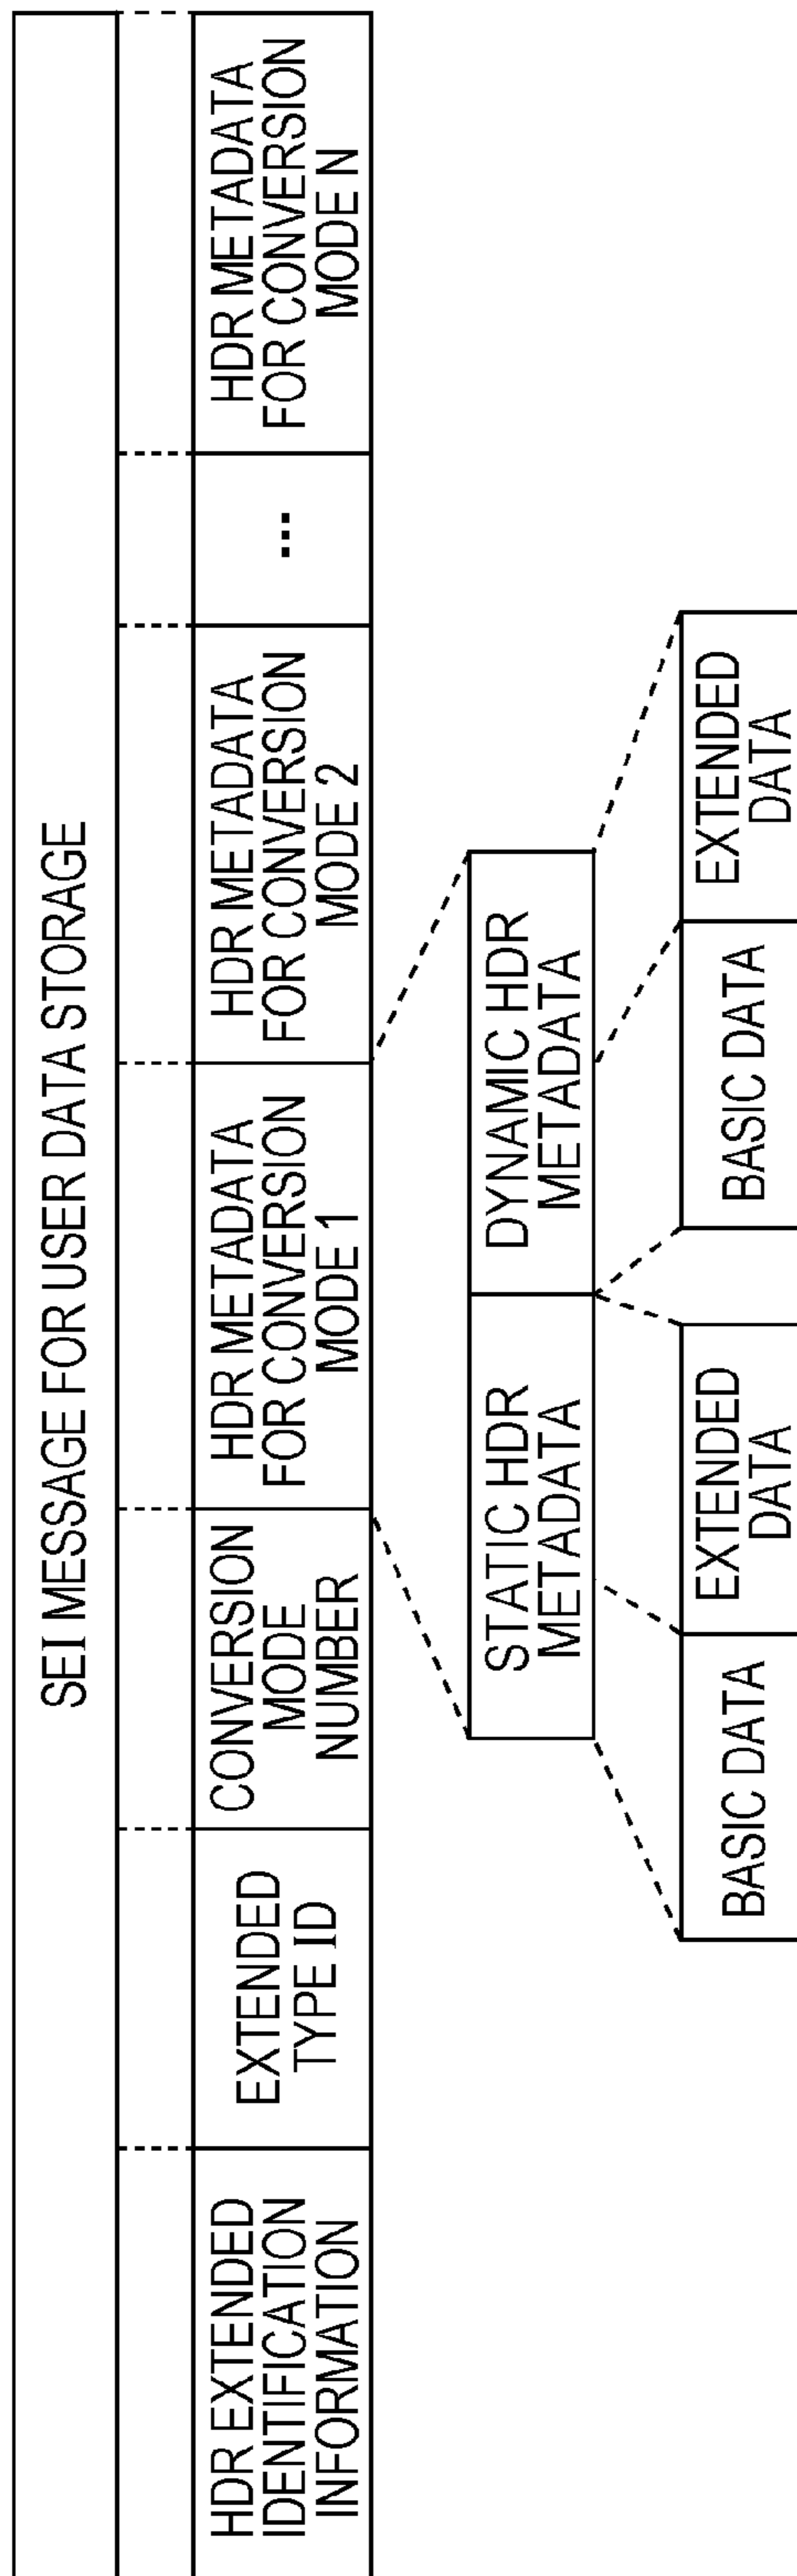 SEI MESSAGE FOR USER DATA STORAGE
HDR EXTENDED
IDENTIFICATION
INFORMATION
EXTENDED
TYPE ID
CONVERSION
MODE
NUMBER
HDR METADATA
FOR CONVERSION
MODE 1
HDR METADATA
FOR CONVERSION
MODE 2
...
HDR METADATA
FOR CONVERSION
MODE N
STATIC HDR
METADATA
DYNAMIC HDR
METADATA
BASIC DATA
EXTENDED
DATA
BASIC DATA
EXTENDED
DATA